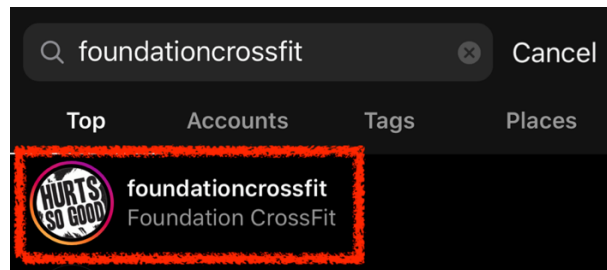 foundationcrossfit
Cancel
Top
Accounts
Tags
Places
HURTS
SO GOOD
foundationcrossfit
Foundation CrossFit